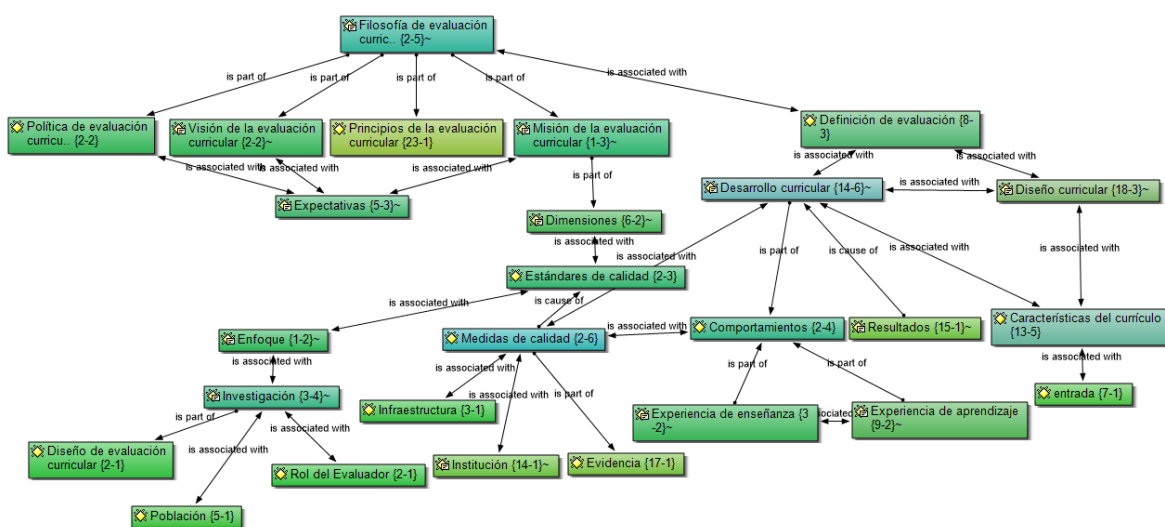 Filosofía de evaluación
curric.. {2-5}~
is part of
is part of
is part of
is part of
is associated with
Política de evaluación
curricu.. {2-2}
Visión de la evaluación
curricular {2-2}~
Principios de la evaluación
curricular {23-1}
Misión de la evaluación
curricular {1-3}~
Definición de evaluación {8-
3}
is associated with
is associated with
is associated with
is associated with
is associated with
is part of
Desarrollo curricular {14-6}~
is associated with
Diseño curricular {18-3}~
Expectativas {5-3}~
Dimensiones {6-2}~
is associated with
is associated with
is part of
is cause of
is associated with
is associated with
Estándares de calidad {2-3}
is associated with
is cause of
Enfoque {1-2}~
Medidas de calidad {2-6}
is associated with
Comportamientos {2-4}
Resultados {15-1}~
Características del currículo
{13-5}
is associated with
is associated with
is associated with
is part of
is part of
is part of
is associated with
Investigación {3-4}~
Infraestructura {3-1}
entrada {7-1}
is part of
is associated with
is associated with
Experiencia de enseñanza {3
-2}~
ociated
Experiencia de aprendizaje
{9-2}~
Diseño de evaluación
curricular {2-1}
Rol del Evaluador {2-1}
Institución {14-1}~
Evidencia {17-1}
Población {5-1}